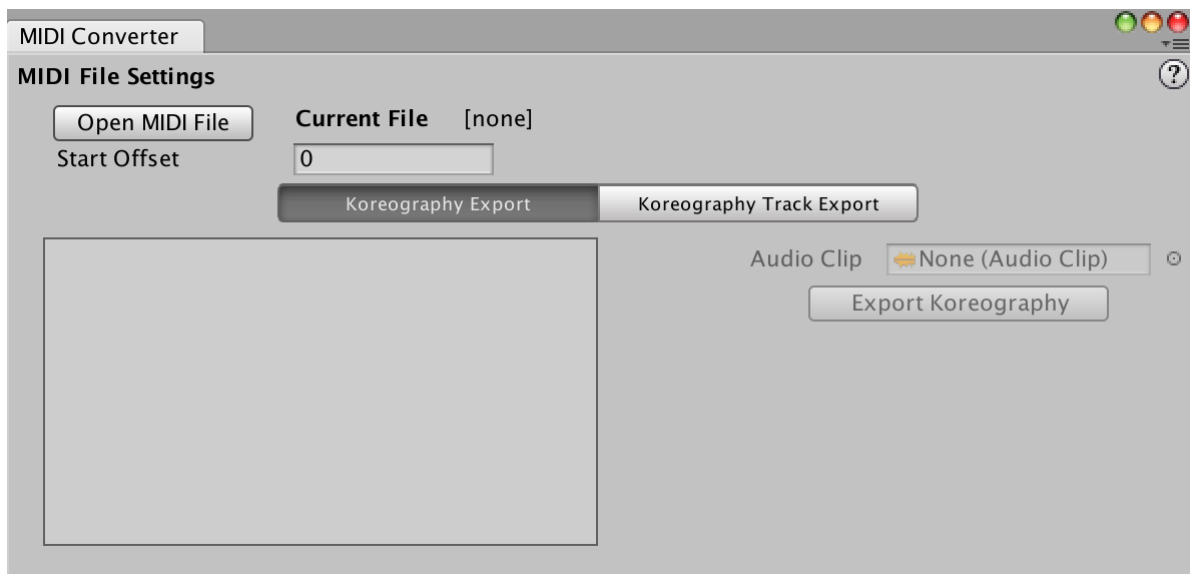 MIDI Converter
MIDI File Settings
?
Open MIDI File Current File [none]
Start Offset 0
Koreography Export Koreography Track Export
Audio Clip None (Audio Clip)
Export Koreography